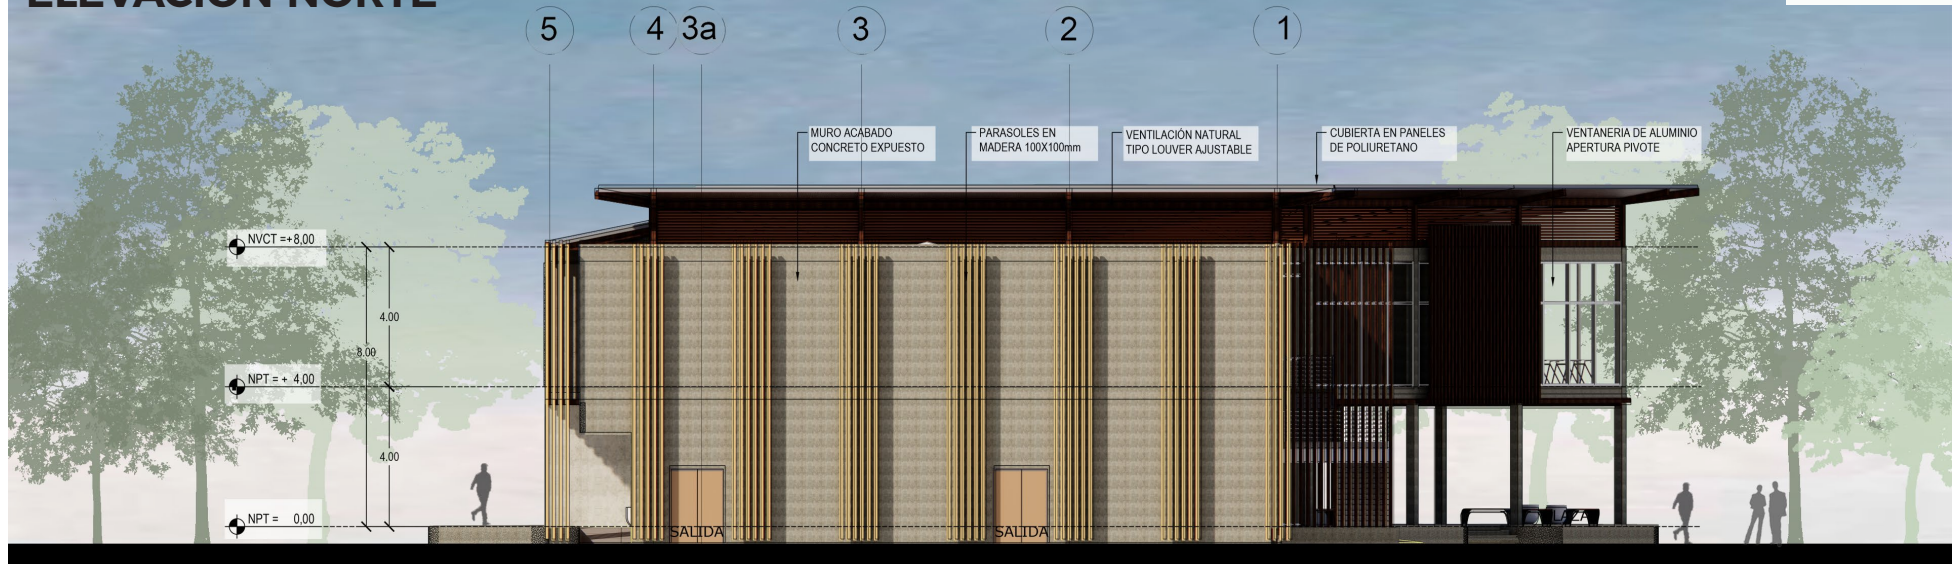 ELEVACIÓN NORTE
5 4 3a 3 2 1
MURO ACABADO
CONCRETO EXPUESTO
PARASOLES EN
MADERA 100X100mm
VENTILACIÓN NATURAL
TIPO LOUVER AJUSTABLE
CUBIERTA EN PANELES
DE POLIURETANO
VENTANERIA DE ALUMINIO
APERTURA PIVOTE
NVCT =+8,00
4.00
8.00
NPT = + 4,00
4.00
NPT = 0,00
SALIDA
SALIDA